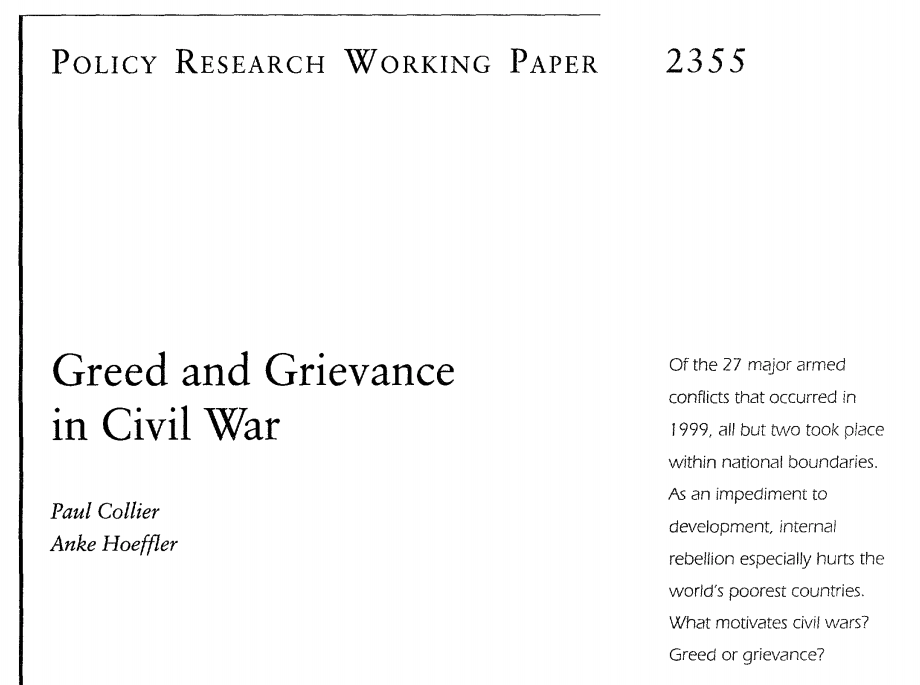 POLICY RESEARCH WORKING PAPER 2355
Greed and Grievance
in Civil War
Paul Collier
Anke Hoeffler
Of the 27 major armed
conflicts that occurred in
1999, all but two took place
within national boundaries.
As an impediment to
development, internal
rebellion especially hurts the
world's poorest countries.
What motivates civil wars?
Greed or grievance?